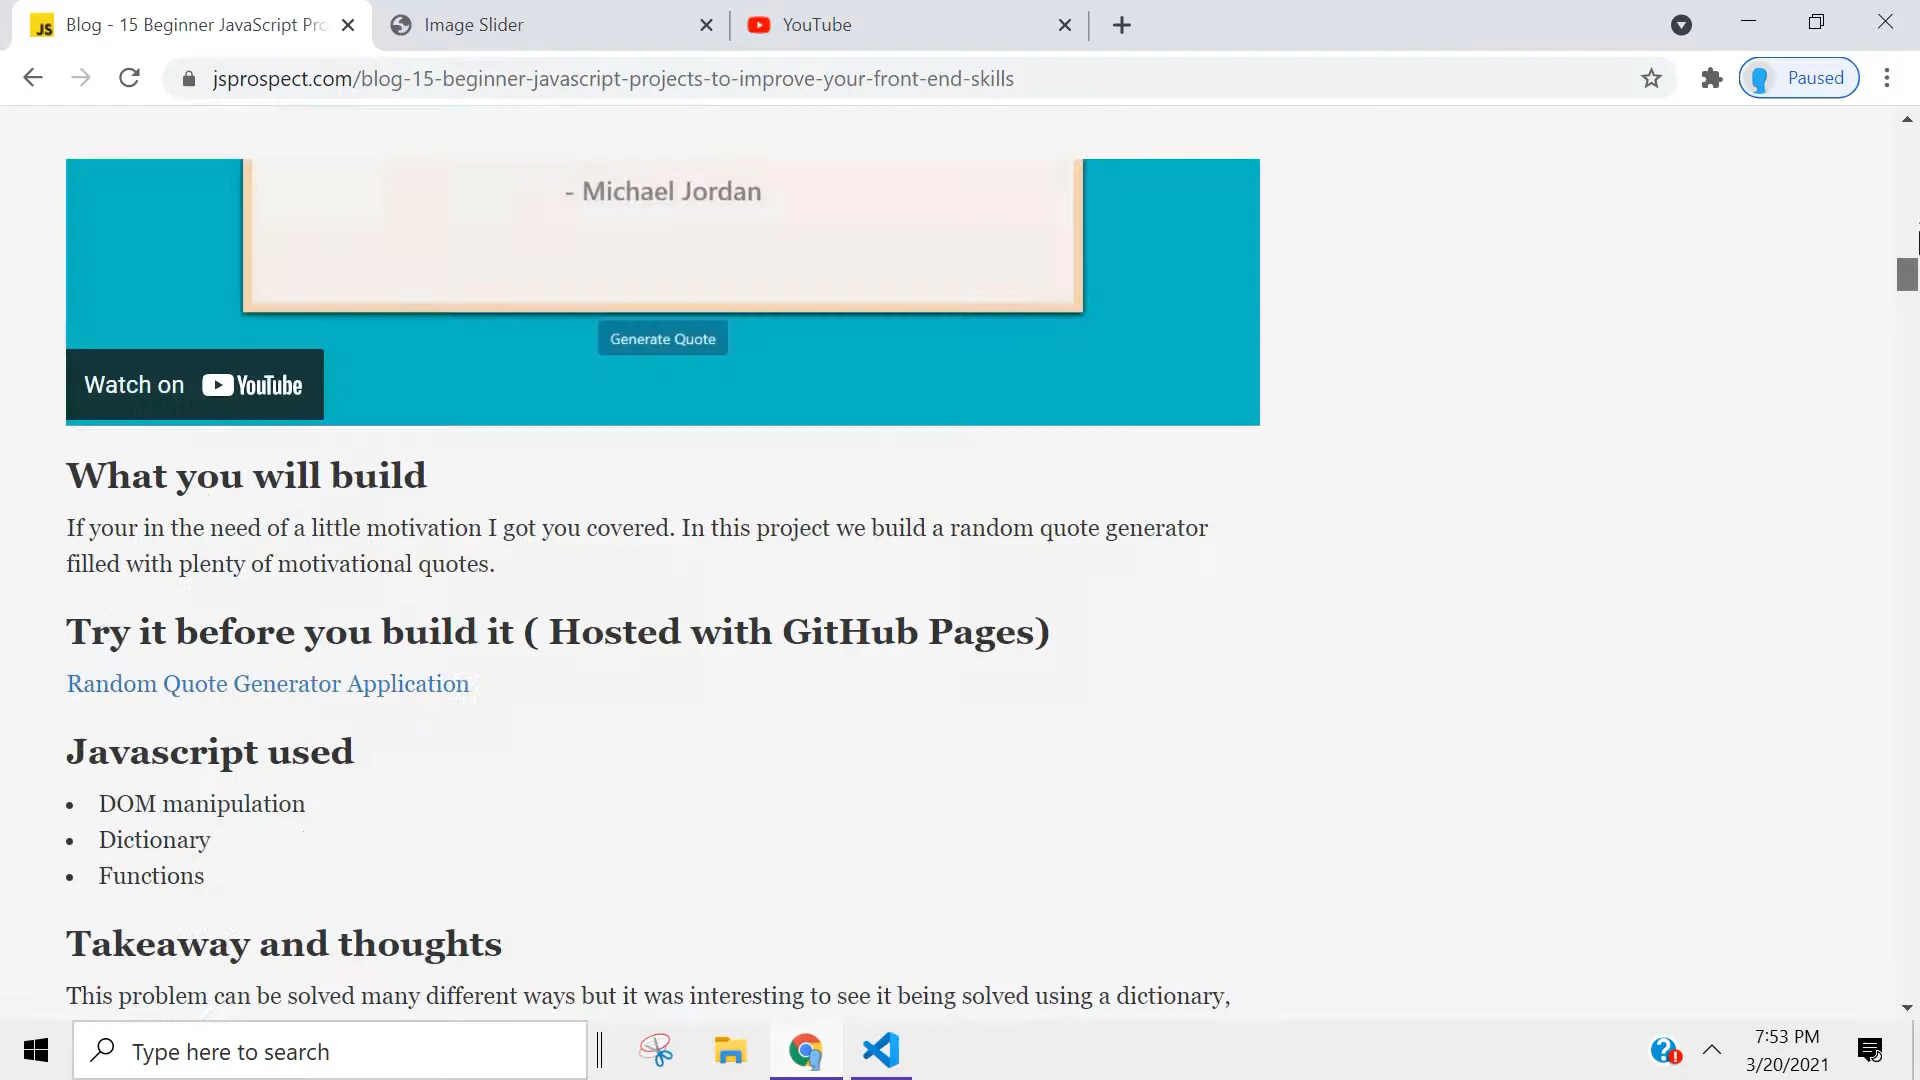 Blog - 15 Beginner JavaScript Pro
Image Slider
YouTube
jsprospect.com/blog-15-beginner-javascript-projects-to-improve-your-front-end-skills
Paused
- Michael Jordan
Generate Quote
Watch on YouTube
What you will build
If your in the need of a little motivation I got you covered. In this project we build a random quote generator
filled with plenty of motivational quotes.
Try it before you build it ( Hosted with GitHub Pages)
Random Quote Generator Application
Javascript used
• DOM manipulation
• Dictionary
• Functions
Takeaway and thoughts
This problem can be solved many different ways but it was interesting to see it being solved using a dictionary,
Type here to search
7:53 PM
3/20/2021